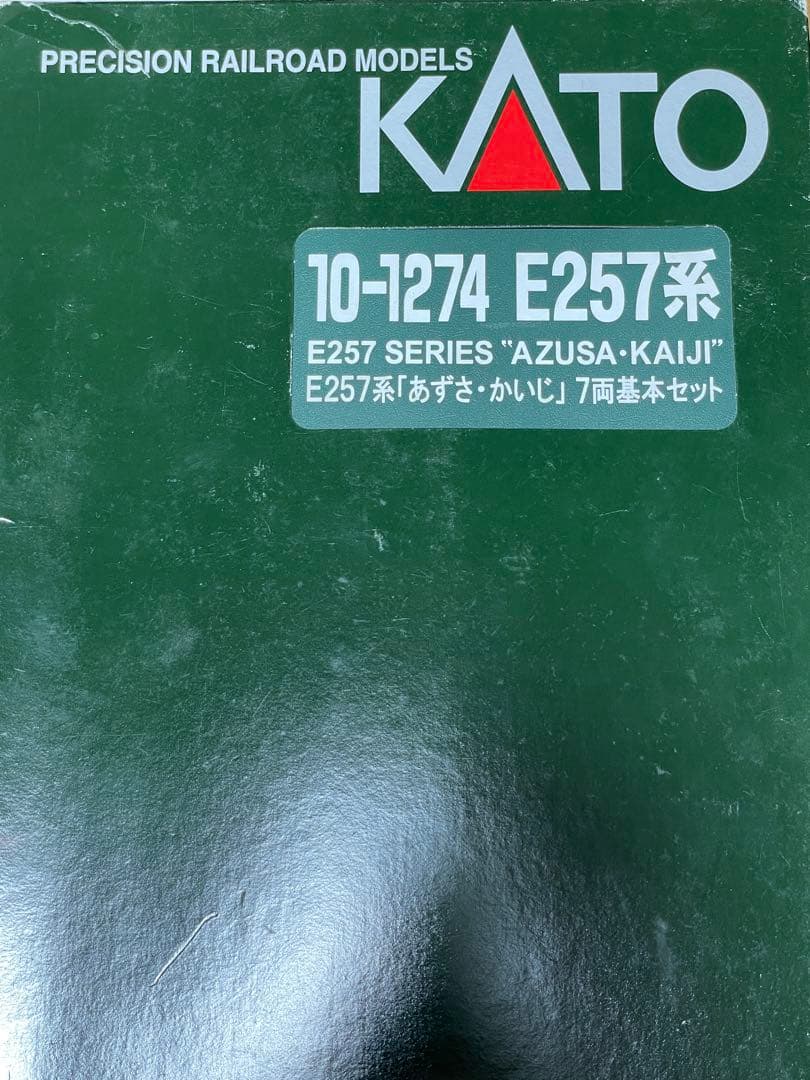 PRECISION RAILROAD MODELS
KATO
10-1274 E257系
E257 SERIES "AZUSA・KAIJI"
E257系「あずさ・かいじ」7両基本セット